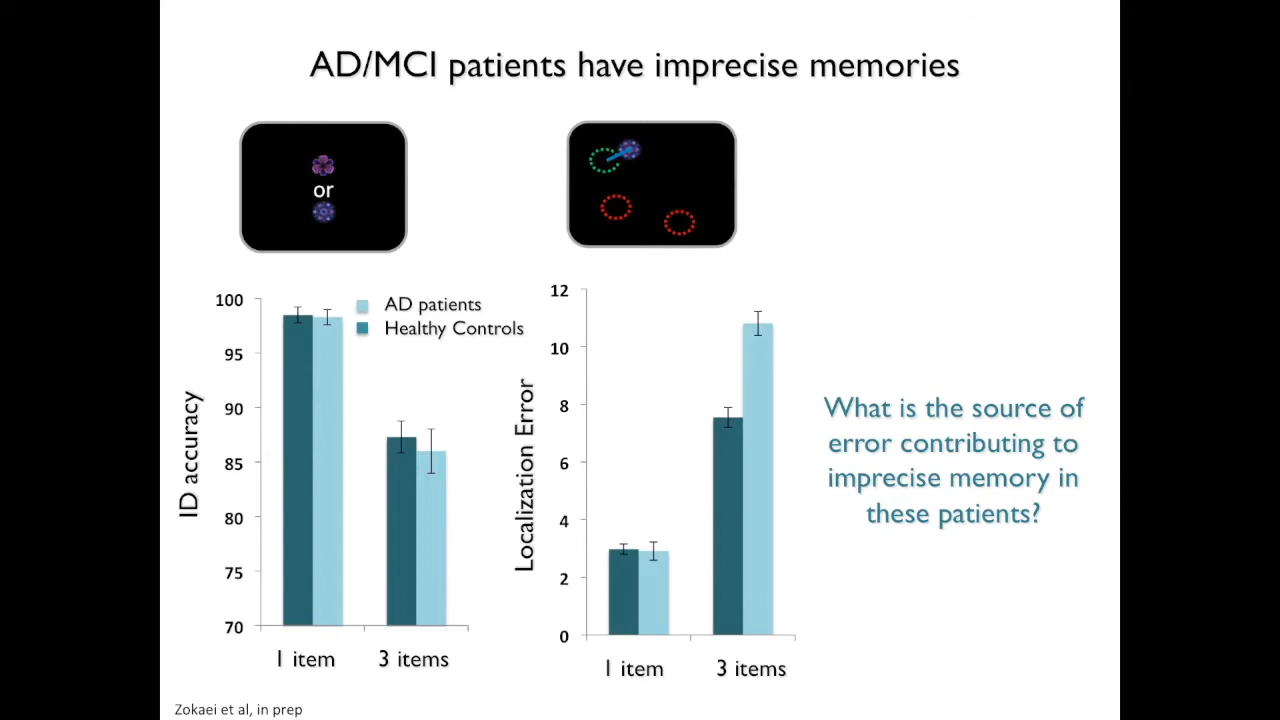 AD/MCI patients have imprecise memories
or
100
95
90
85
80
75
70
ID accuracy
AD patients
Healthy Controls
1 item
3 items
12
10
8
6
4
2
0
Localization Error
1 item
3 items
What is the source of
error contributing to
imprecise memory in
these patients?
Zokaei et al, in prep